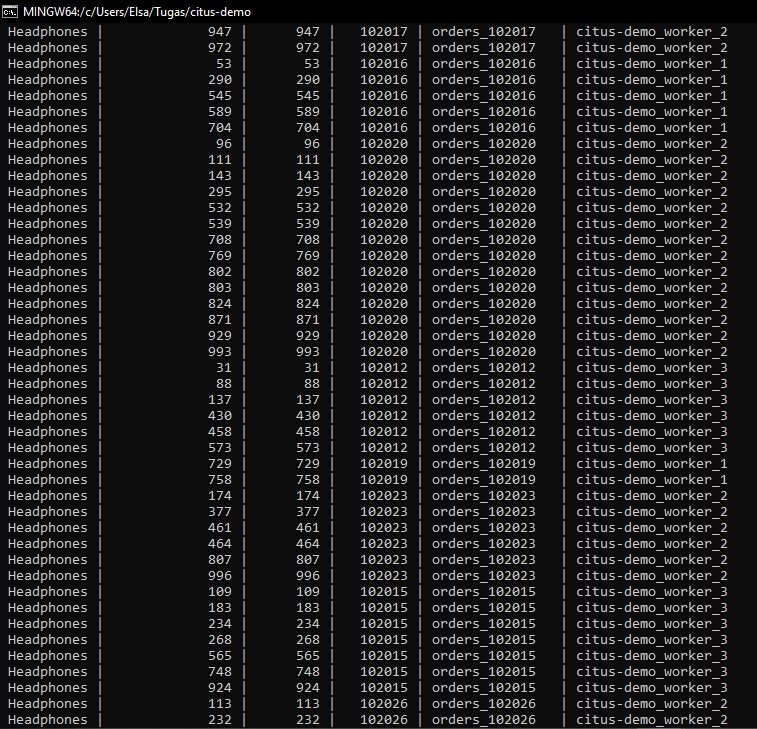 MINGW64:/c/Users/Elsa/Tugas/citus-demo
Headphones | 947 | 947 | 102017 | orders_102017 | citus-demo_worker_2
Headphones | 972 | 972 | 102017 | orders_102017 | citus-demo_worker_2
Headphones | 53 | 53 | 102016 | orders_102016 | citus-demo_worker_1
Headphones | 290 | 290 | 102016 | orders_102016 | citus-demo_worker_1
Headphones | 545 | 545 | 102016 | orders_102016 | citus-demo_worker_1
Headphones | 589 | 589 | 102016 | orders_102016 | citus-demo_worker_1
Headphones | 704 | 704 | 102016 | orders_102016 | citus-demo_worker_1
Headphones | 96 | 96 | 102020 | orders_102020 | citus-demo_worker_2
Headphones | 111 | 111 | 102020 | orders_102020 | citus-demo_worker_2
Headphones | 143 | 143 | 102020 | orders_102020 | citus-demo_worker_2
Headphones | 295 | 295 | 102020 | orders_102020 | citus-demo_worker_2
Headphones | 532 | 532 | 102020 | orders_102020 | citus-demo_worker_2
Headphones | 539 | 539 | 102020 | orders_102020 | citus-demo_worker_2
Headphones | 708 | 708 | 102020 | orders_102020 | citus-demo_worker_2
Headphones | 769 | 769 | 102020 | orders_102020 | citus-demo_worker_2
Headphones | 802 | 802 | 102020 | orders_102020 | citus-demo_worker_2
Headphones | 803 | 803 | 102020 | orders_102020 | citus-demo_worker_2
Headphones | 824 | 824 | 102020 | orders_102020 | citus-demo_worker_2
Headphones | 871 | 871 | 102020 | orders_102020 | citus-demo_worker_2
Headphones | 929 | 929 | 102020 | orders_102020 | citus-demo_worker_2
Headphones | 993 | 993 | 102020 | orders_102020 | citus-demo_worker_2
Headphones | 31 | 31 | 102012 | orders_102012 | citus-demo_worker_3
Headphones | 88 | 88 | 102012 | orders_102012 | citus-demo_worker_3
Headphones | 137 | 137 | 102012 | orders_102012 | citus-demo_worker_3
Headphones | 430 | 430 | 102012 | orders_102012 | citus-demo_worker_3
Headphones | 458 | 458 | 102012 | orders_102012 | citus-demo_worker_3
Headphones | 573 | 573 | 102012 | orders_102012 | citus-demo_worker_3
Headphones | 729 | 729 | 102019 | orders_102019 | citus-demo_worker_1
Headphones | 758 | 758 | 102019 | orders_102019 | citus-demo_worker_1
Headphones | 174 | 174 | 102023 | orders_102023 | citus-demo_worker_2
Headphones | 377 | 377 | 102023 | orders_102023 | citus-demo_worker_2
Headphones | 461 | 461 | 102023 | orders_102023 | citus-demo_worker_2
Headphones | 464 | 464 | 102023 | orders_102023 | citus-demo_worker_2
Headphones | 807 | 807 | 102023 | orders_102023 | citus-demo_worker_2
Headphones | 996 | 996 | 102023 | orders_102023 | citus-demo_worker_2
Headphones | 109 | 109 | 102015 | orders_102015 | citus-demo_worker_3
Headphones | 183 | 183 | 102015 | orders_102015 | citus-demo_worker_3
Headphones | 234 | 234 | 102015 | orders_102015 | citus-demo_worker_3
Headphones | 268 | 268 | 102015 | orders_102015 | citus-demo_worker_3
Headphones | 565 | 565 | 102015 | orders_102015 | citus-demo_worker_3
Headphones | 748 | 748 | 102015 | orders_102015 | citus-demo_worker_3
Headphones | 924 | 924 | 102015 | orders_102015 | citus-demo_worker_3
Headphones | 113 | 113 | 102026 | orders_102026 | citus-demo_worker_2
Headphones | 232 | 232 | 102026 | orders_102026 | citus-demo_worker_2